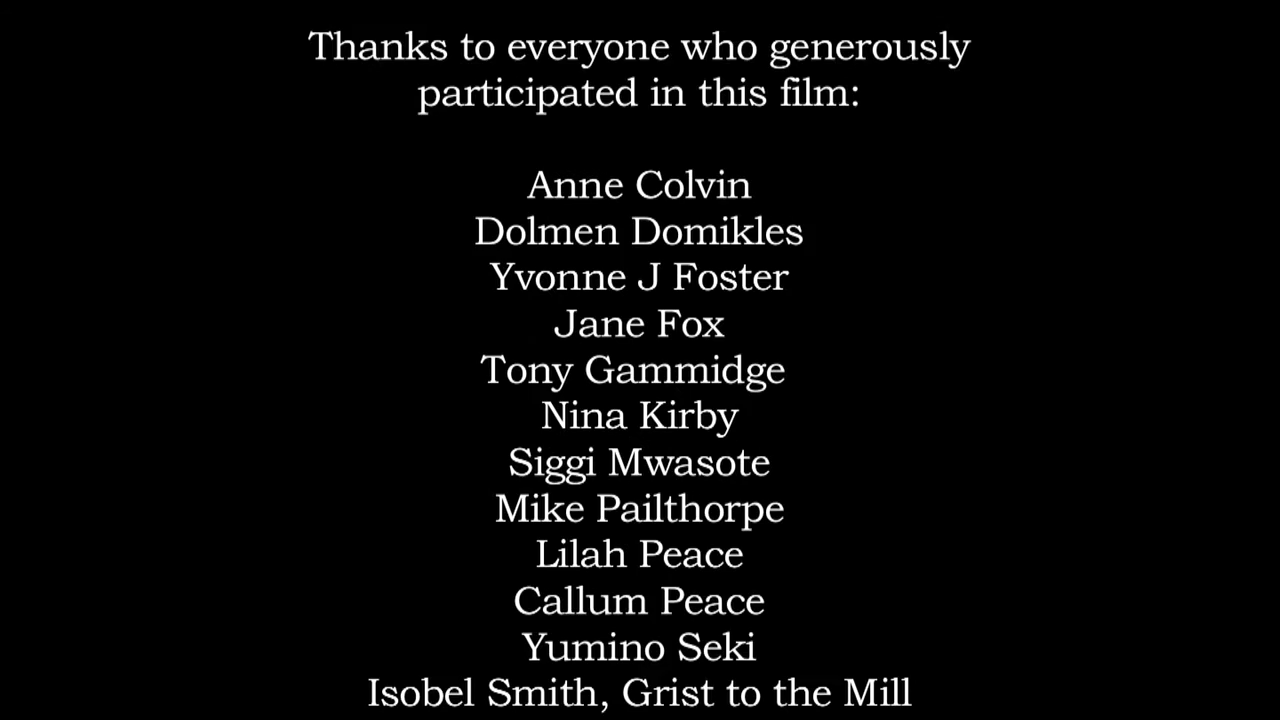 Thanks to everyone who generously
participated in this film:
Anne Colvin
Dolmen Domikles
Yvonne J Foster
Jane Fox
Tony Gammidge
Nina Kirby
Siggi Mwasote
Mike Pailthorpe
Lilah Peace
Callum Peace
Yumino Seki
Isobel Smith, Grist to the Mill